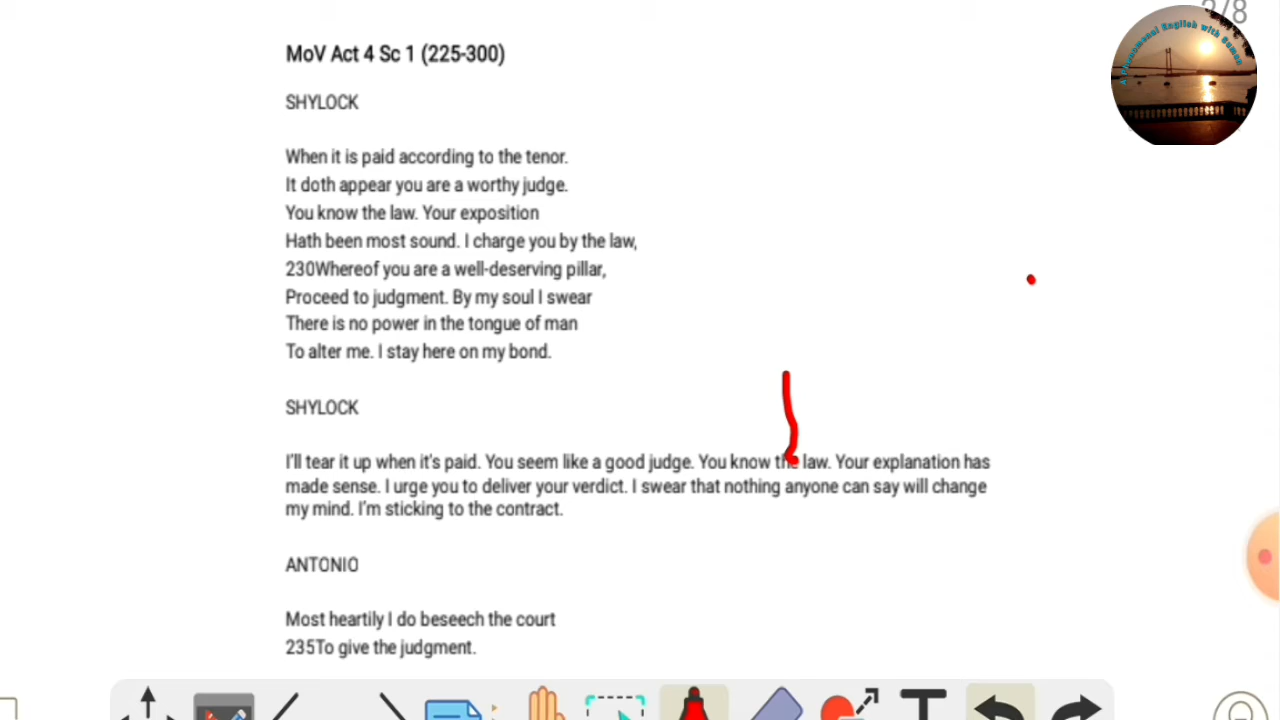 2/8
A Phenomenal English with Suman
MoV Act 4 Sc 1 (225-300)
SHYLOCK
When it is paid according to the tenor.
It doth appear you are a worthy judge.
You know the law. Your exposition
Hath been most sound. I charge you by the law,
230Whereof you are a well-deserving pillar,
Proceed to judgment. By my soul I swear
There is no power in the tongue of man
To alter me. I stay here on my bond.
SHYLOCK
I'll tear it up when it's paid. You seem like a good judge. You know the law. Your explanation has
made sense. I urge you to deliver your verdict. I swear that nothing anyone can say will change
my mind. I'm sticking to the contract.
ANTONIO
Most heartily I do beseech the court
235To give the judgment.
T